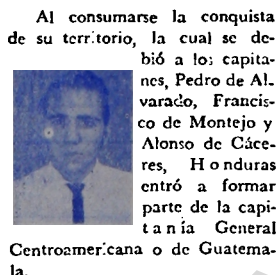 Al consumarse la conquista
de su territorio, la cual se de-
bió a los capita-
nes, Pedro de Al-
varado, Francis-
co de Montejo y
Alonso de Cáce-
res, Honduras
entró a formar
parte de la capi-
tanía General
Centroamericana o de Guatema-
la.